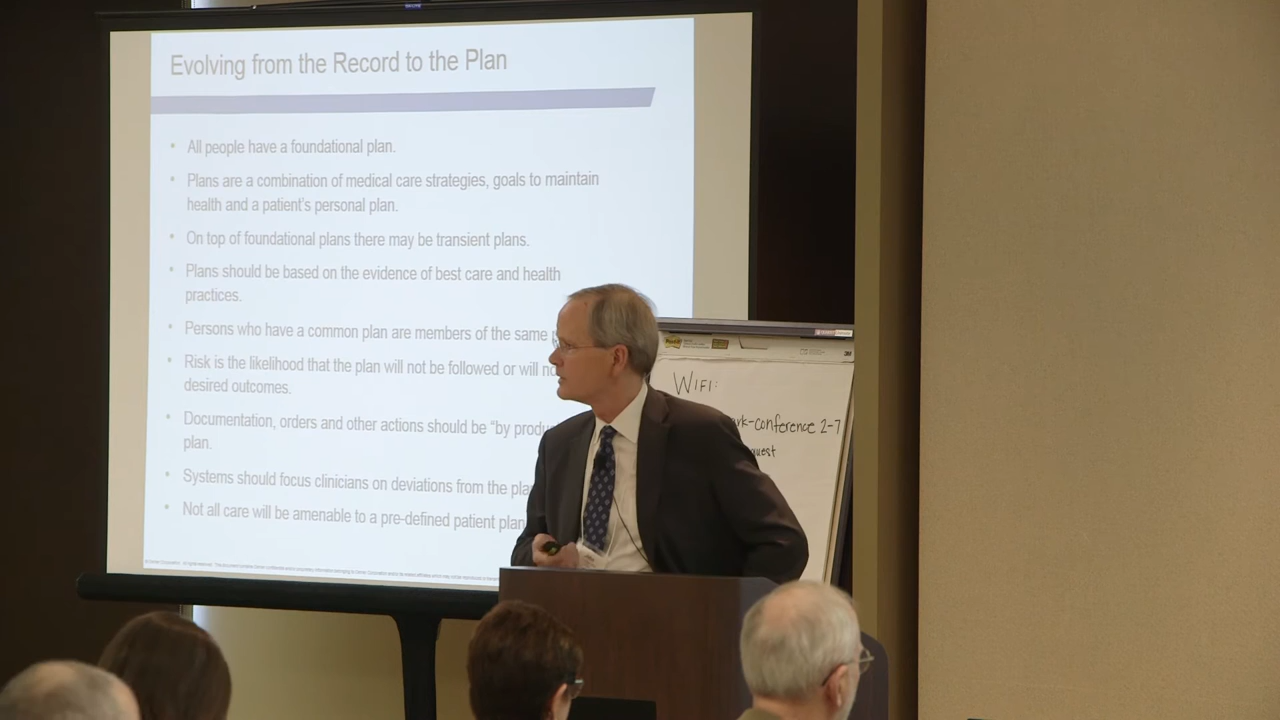 Evolving from the Record to the Plan
• All people have a foundational plan.
• Plans are a combination of medical care strategies, goals to maintain
health and a patient's personal plan.
• On top of foundational plans there may be transient plans.
• Plans should be based on the evidence of best care and health
practices.
• Persons who have a common plan are members of the same
• Risk is the likelihood that the plan will not be followed or will
desired outcomes.
• Documentation, orders and other actions should be "by
plan.
• Systems should focus clinicians on deviations from the
• Not all care will be amenable to a pre-defined patient plan
Post-it
3M
WIFI:
ark-conference 2-7
uest